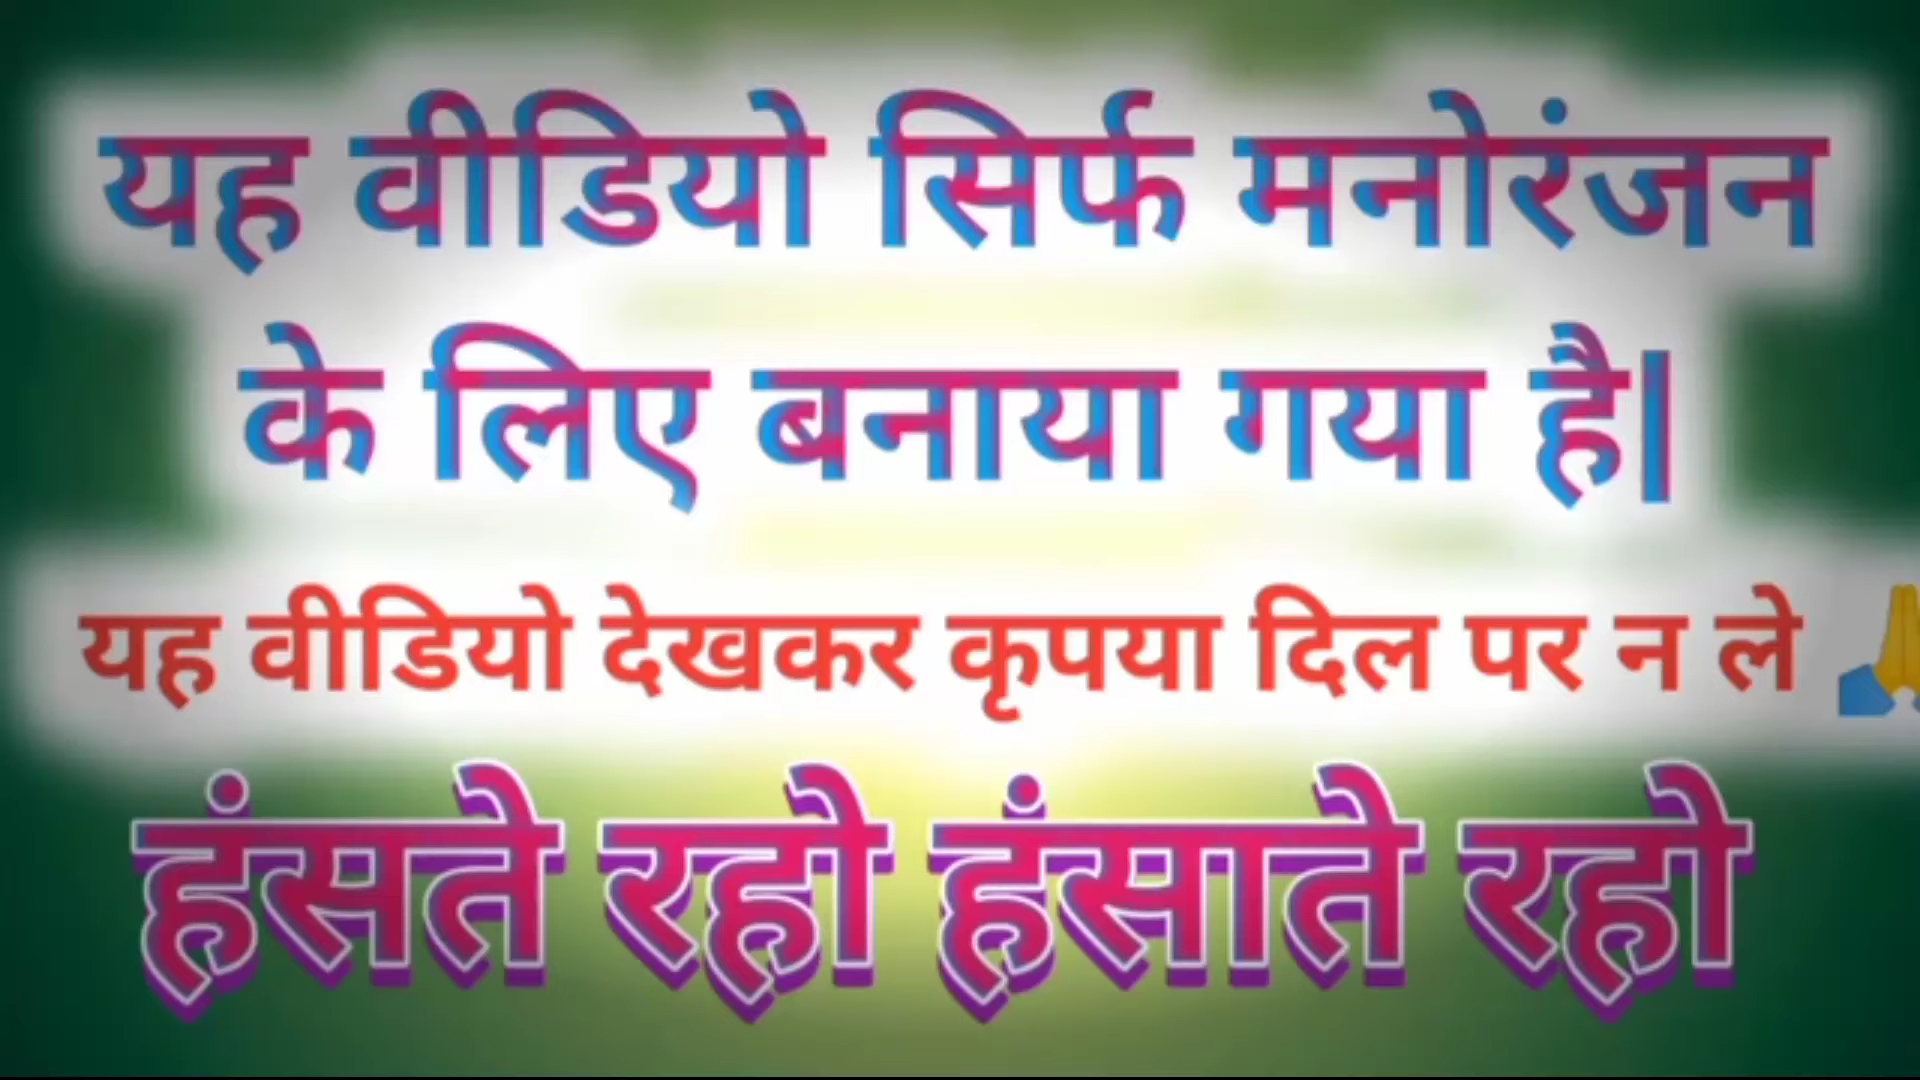 यह वीडियो सिर्फ मनोरंजन
के लिए बनाया गया है|
यह वीडियो देखकर कृपया दिल पर न ले 🙏
हंसते रहो हंसाते रहो